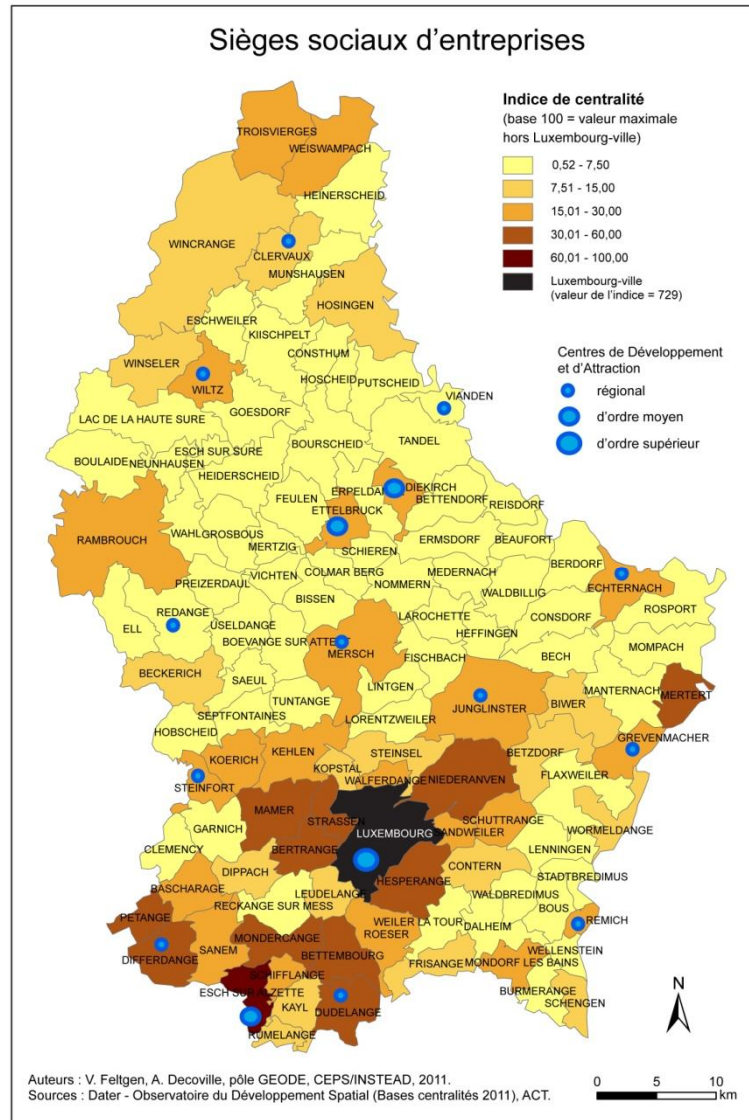 Sièges sociaux d'entreprises
Indice de centralité
(base 100 = valeur maximale
hors Luxembourg-ville)
0,52 - 7,50
7,51 - 15,00
15,01 - 30,00
30,01 - 60,00
60,01 - 100,00
Luxembourg-ville
(valeur de l'indice = 729)
Centres de Développement
et d'Attraction
régional
d'ordre moyen
d'ordre supérieur
TROISVIERGES
WEISWAMPACH
HEINERSCHEID
WINCRANGE
CLERVAUX
MUNSHAUSEN
HOSINGEN
ESCHWEILER
KIISCHPELT
WINSELER
CONSTHUM
WILTZ
HOSCHEID
PUTSCHEID
VIANDEN
GOESDORF
LAC DE LA HAUTE SURE
TANDEL
BOURSCHEID
ESCH SUR SURE
BOULAIDE
NEUNHAUSEN
HEIDERSCHEID
ERPELDANGE
DIEKIRCH
FEULEN
BETTENDORF
REISDORF
ETTELBRUCK
RAMBROUCH
WAHL
GROSBOUS
ERMSDORF
BEAUFORT
MERTZIG
SCHIEREN
BERDORF
VICHTEN
COLMAR BERG
MEDERNACH
ECHTERNACH
PREIZERDAUL
NOMMERN
WALDBILLIG
BISSEN
ROSPORT
REDANGE
LAROCHETTE
CONSDORF
ELL
USELDANGE
HEFFINGEN
BOEVANGE SUR ATTERT
MERSCH
MOMPACH
FISCHBACH
BECH
BECKERICH
SAEUL
LINTGEN
MANTERNACH
MERTERT
TUNTANGE
JUNGLINSTER
BIWER
SEPTFONTAINES
LORENTZWEILER
HOBSCHEID
GREVENMACHER
KEHLEN
STEINSEL
BETZDORF
KOERICH
KOPSTAL
FLAXWEILER
STEINFORT
WALFERDANGE
NIEDERANVEN
MAMER
SCHUTTRANGE
STRASSEN
GARNICH
LUXEMBOURG
SANDWEILER
WORMELDANGE
CLEMENCY
BERTRANGE
LENNINGEN
DIPPACH
CONTERN
HESPERANGE
STADTBREDIMUS
BASCHARAGE
LEUDELANGE
WALDBREDIMUS
RECKANGE SUR MESS
BOUS
PETANGE
WEILER LA TOUR
DALHEIM
REMICH
ROESER
MONDERCANGE
WELLENSTEIN
DIFFERDANGE
SANEM
BETTEMBOURG
FRISANGE
MONDORF LES BAINS
SCHIFFLANGE
BURMERANGE
ESCH SUR ALZETTE
KAYL
SCHENGEN
DUDELANGE
RUMELANGE
N
Auteurs : V. Feltgen, A. Decoville, pôle GEODE, CEPS/INSTEAD, 2011.
Sources : Dater - Observatoire du Développement Spatial (Bases centralités 2011), ACT.
0 5 10
km